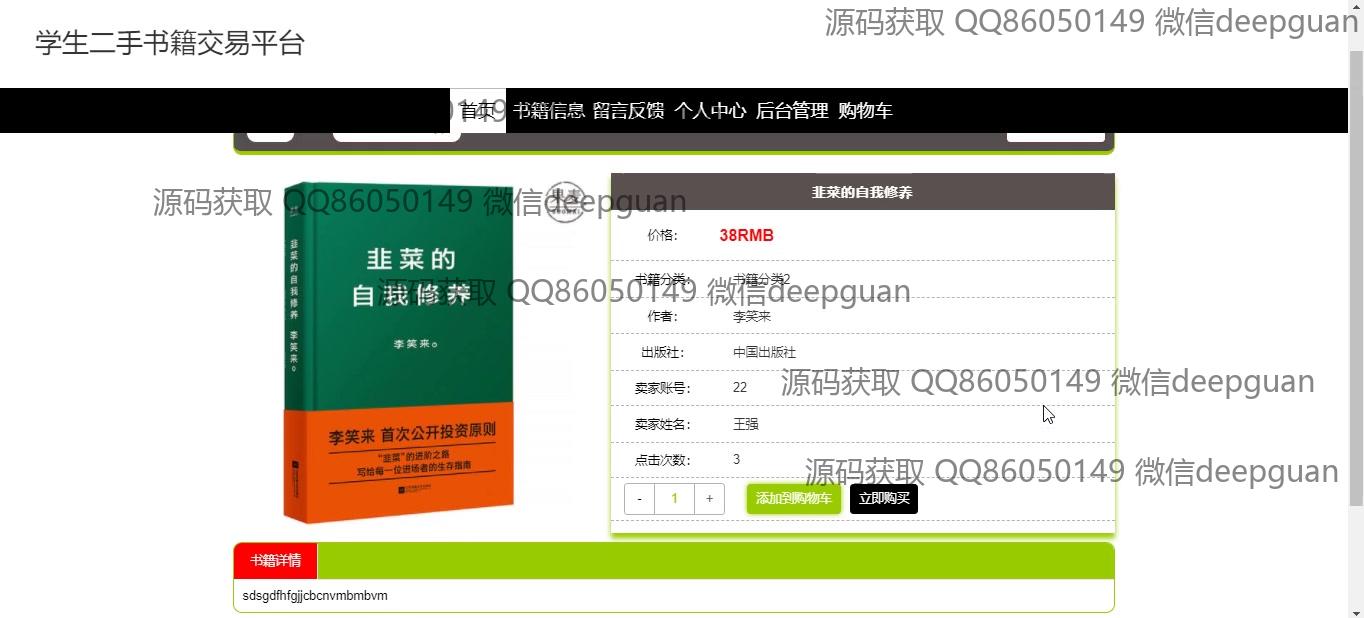 源码获取 QQ86050149 微信deepguan
学生二手书籍交易平台
首页 书籍信息 留言反馈 个人中心 后台管理 购物车
源码获取 QQ86050149 微信deepguan
韭菜的自我修养
价格: 38RMB
书籍分类: 书籍分类2
源码获取 QQ86050149 微信deepguan
作者: 李笑来
出版社: 中国出版社
卖家账号: 22
源码获取 QQ86050149 微信deepguan
卖家姓名: 王强
点击次数: 3
源码获取 QQ86050149 微信deepguan
- 1 + 添加到购物车 立即购买
韭菜的
自我修养
李笑来
韭菜的自我修养 李笑来
李笑来 首次公开投资原则
“韭菜”的进阶之路
写给每一位进场者的生存指南
书籍详情
sdsgdfhfgjjcbcnvmbmbvm